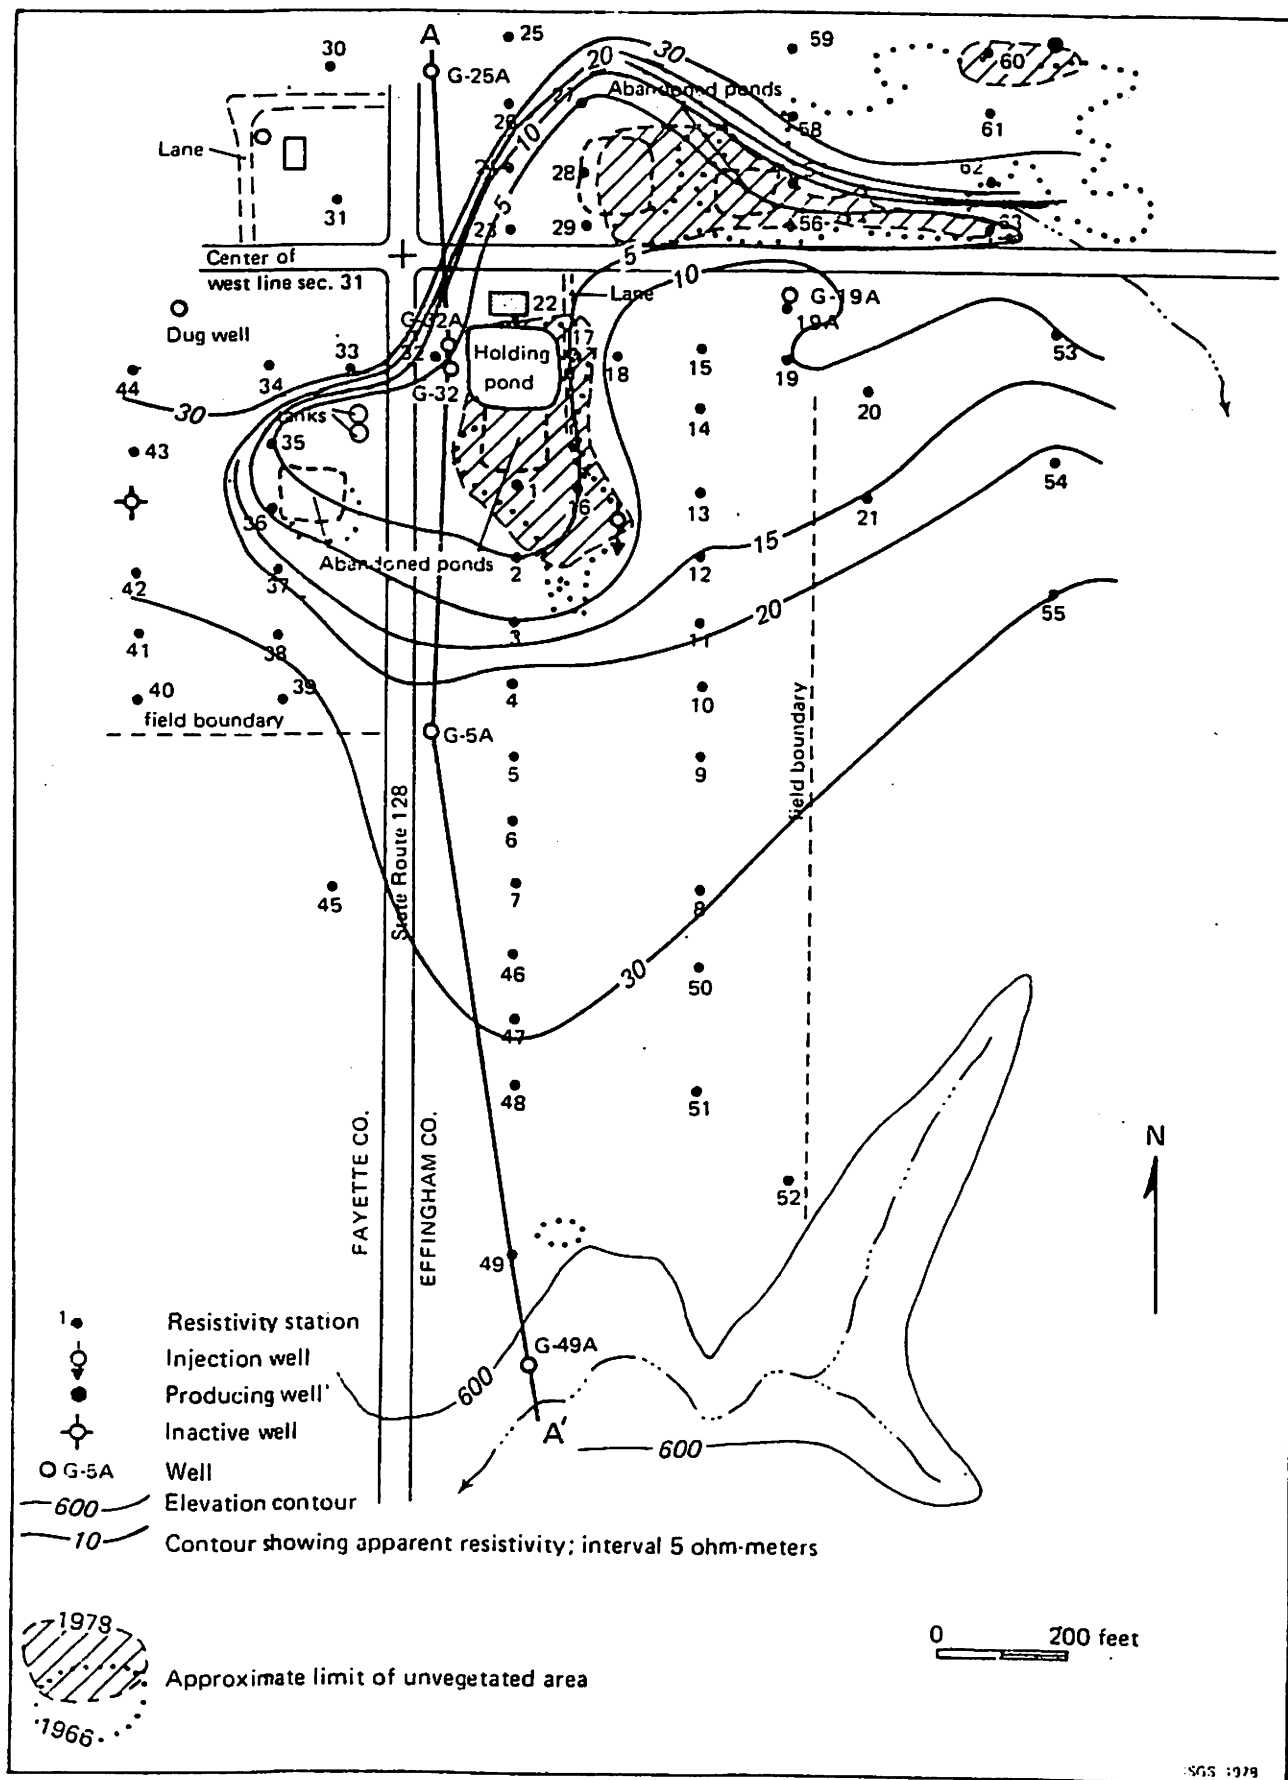 A
25
59
30
30
20
60
G-25A
Abandoned ponds
27
26
10
58
61
Lane
28
62
31
5
23
29
56
63
Center of
west line sec. 31
5
10
Lane
G-19A
19A
22
G-32A
Dug well
17
53
33
32
Holding
pond
18
15
19
44
34
G-32
20
30
14
35
43
54
1
13
21
36
16
15
Abandoned ponds
2
12
42
37
20
55
3
11
41
38
40
39
4
10
field boundary
G-5A
5
9
field boundary
6
State Route 128
7
8
45
46
30
50
47
48
51
FAYETTE CO.
EFFINGHAM CO.
N
52
49
1 Resistivity station
G-49A
Injection well
600
Producing well
Inactive well
A'
600
G-5A Well
600 Elevation contour
10 Contour showing apparent resistivity; interval 5 ohm-meters
1978
0 200 feet
Approximate limit of unvegetated area
1966
ISGS 1978